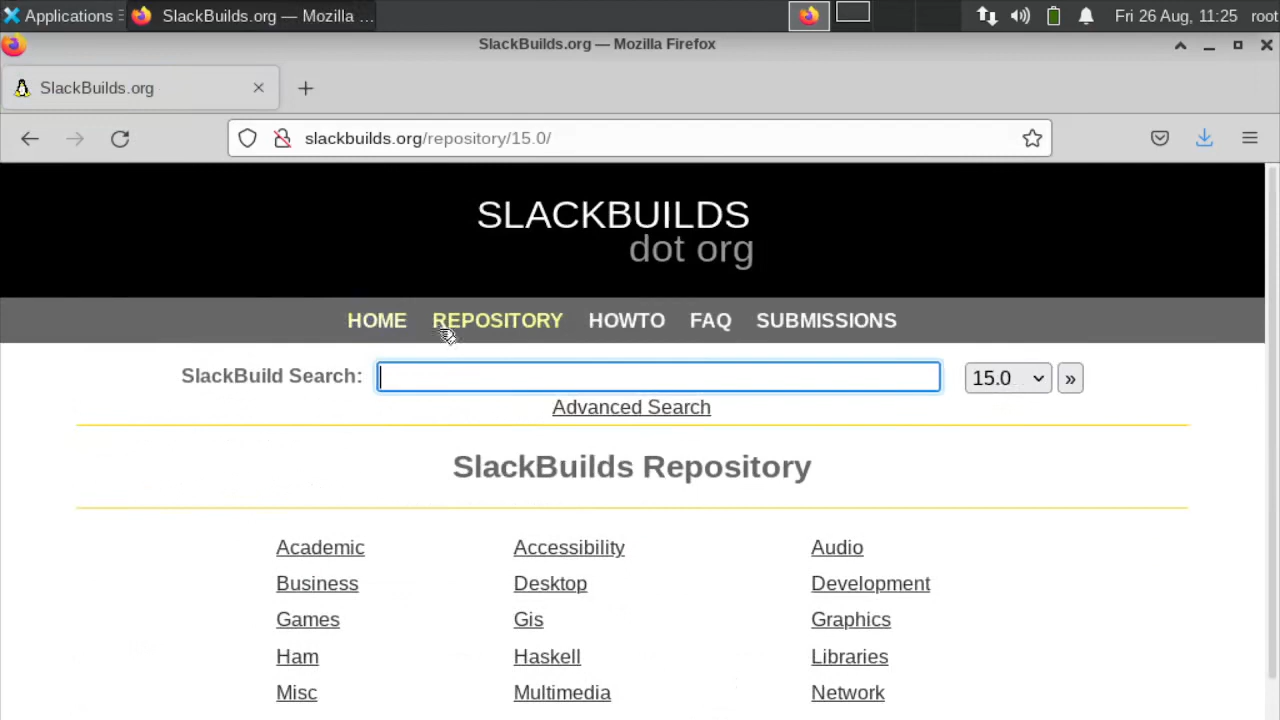 Applications SlackBuilds.org — Mozilla ... Fri 26 Aug, 11:25 root
SlackBuilds.org — Mozilla Firefox
SlackBuilds.org
slackbuilds.org/repository/15.0/
SLACKBUILDS
dot org
HOME REPOSITORY HOWTO FAQ SUBMISSIONS
SlackBuild Search: 15.0 »
Advanced Search
SlackBuilds Repository
Academic Accessibility Audio
Business Desktop Development
Games Gis Graphics
Ham Haskell Libraries
Misc Multimedia Network